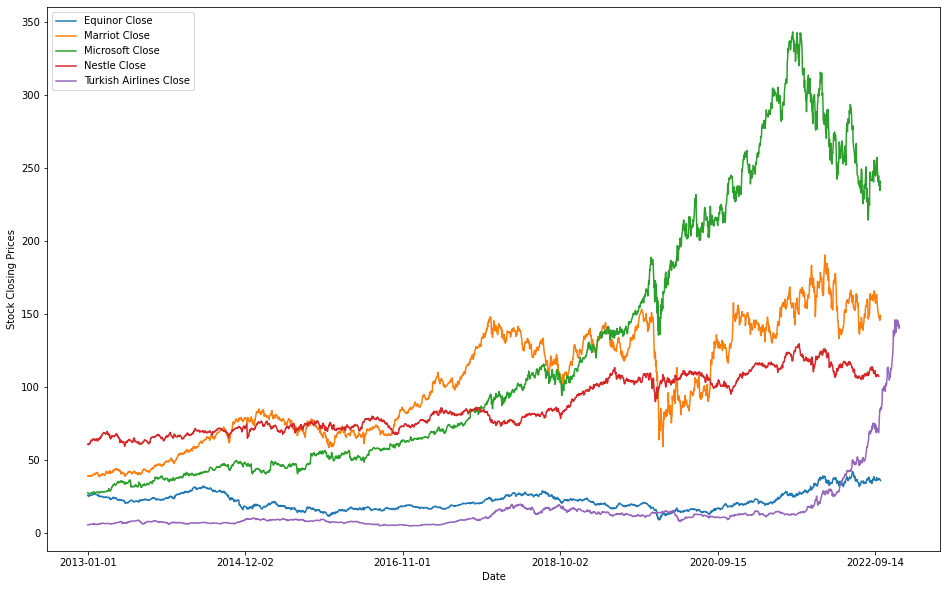 Equinor Close
Marriot Close
Microsoft Close
Nestle Close
Turkish Airlines Close
350
300
250
200
150
100
50
0
Stock Closing Prices
2013-01-01 2014-12-02 2016-11-01 2018-10-02 2020-09-15 2022-09-14
Date